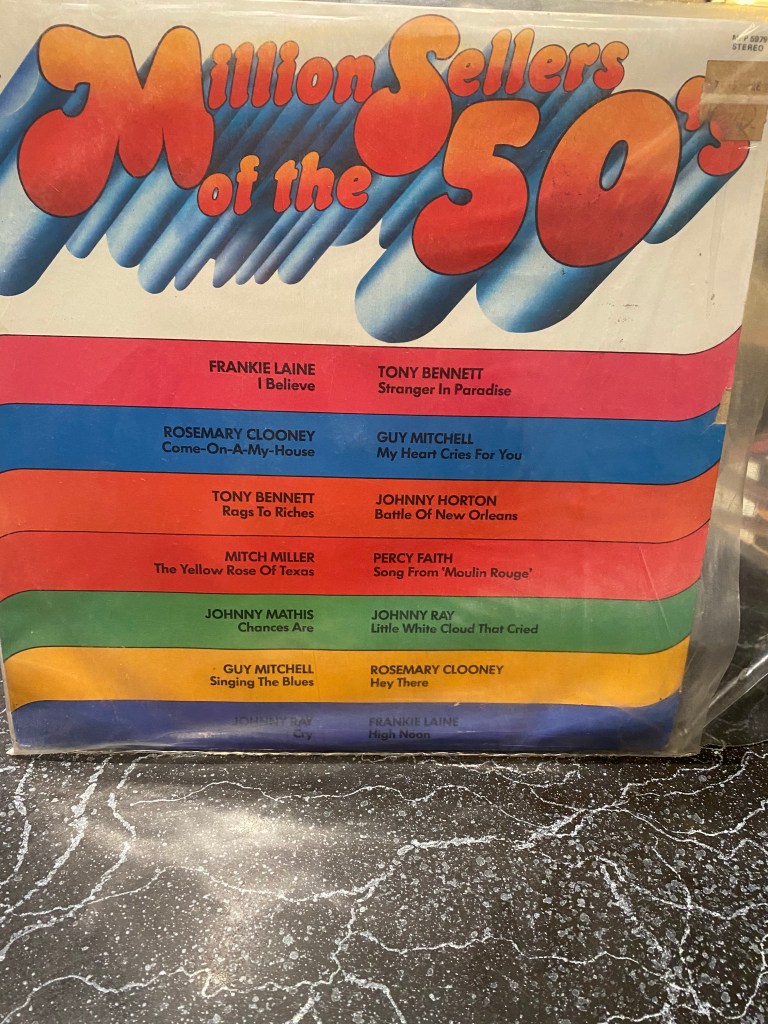 STEREO
Million Sellers
of the 50's
FRANKIE LAINE
I Believe
TONY BENNETT
Stranger In Paradise
ROSEMARY CLOONEY
Come-On-A-My-House
GUY MITCHELL
My Heart Cries For You
TONY BENNETT
Rags To Riches
JOHNNY HORTON
Battle Of New Orleans
MITCH MILLER
The Yellow Rose Of Texas
PERCY FAITH
Song From 'Moulin Rouge'
JOHNNY MATHIS
Chances Are
JOHNNY RAY
Little White Cloud That Cried
GUY MITCHELL
Singing The Blues
ROSEMARY CLOONEY
Hey There
JOHNNY RAY
Cry
FRANKIE LAINE
High Noon